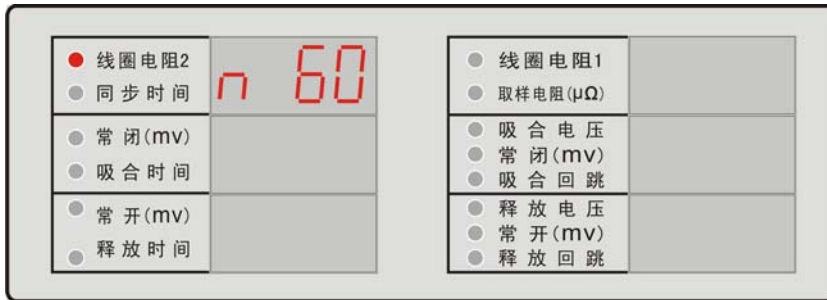 线圈电阻2
同步时间
n 60
常闭(mv)
吸合时间
常开(mv)
释放时间
线圈电阻1
取样电阻(μΩ)
吸合电压
常闭(mv)
吸合回跳
释放电压
常开(mv)
释放回跳